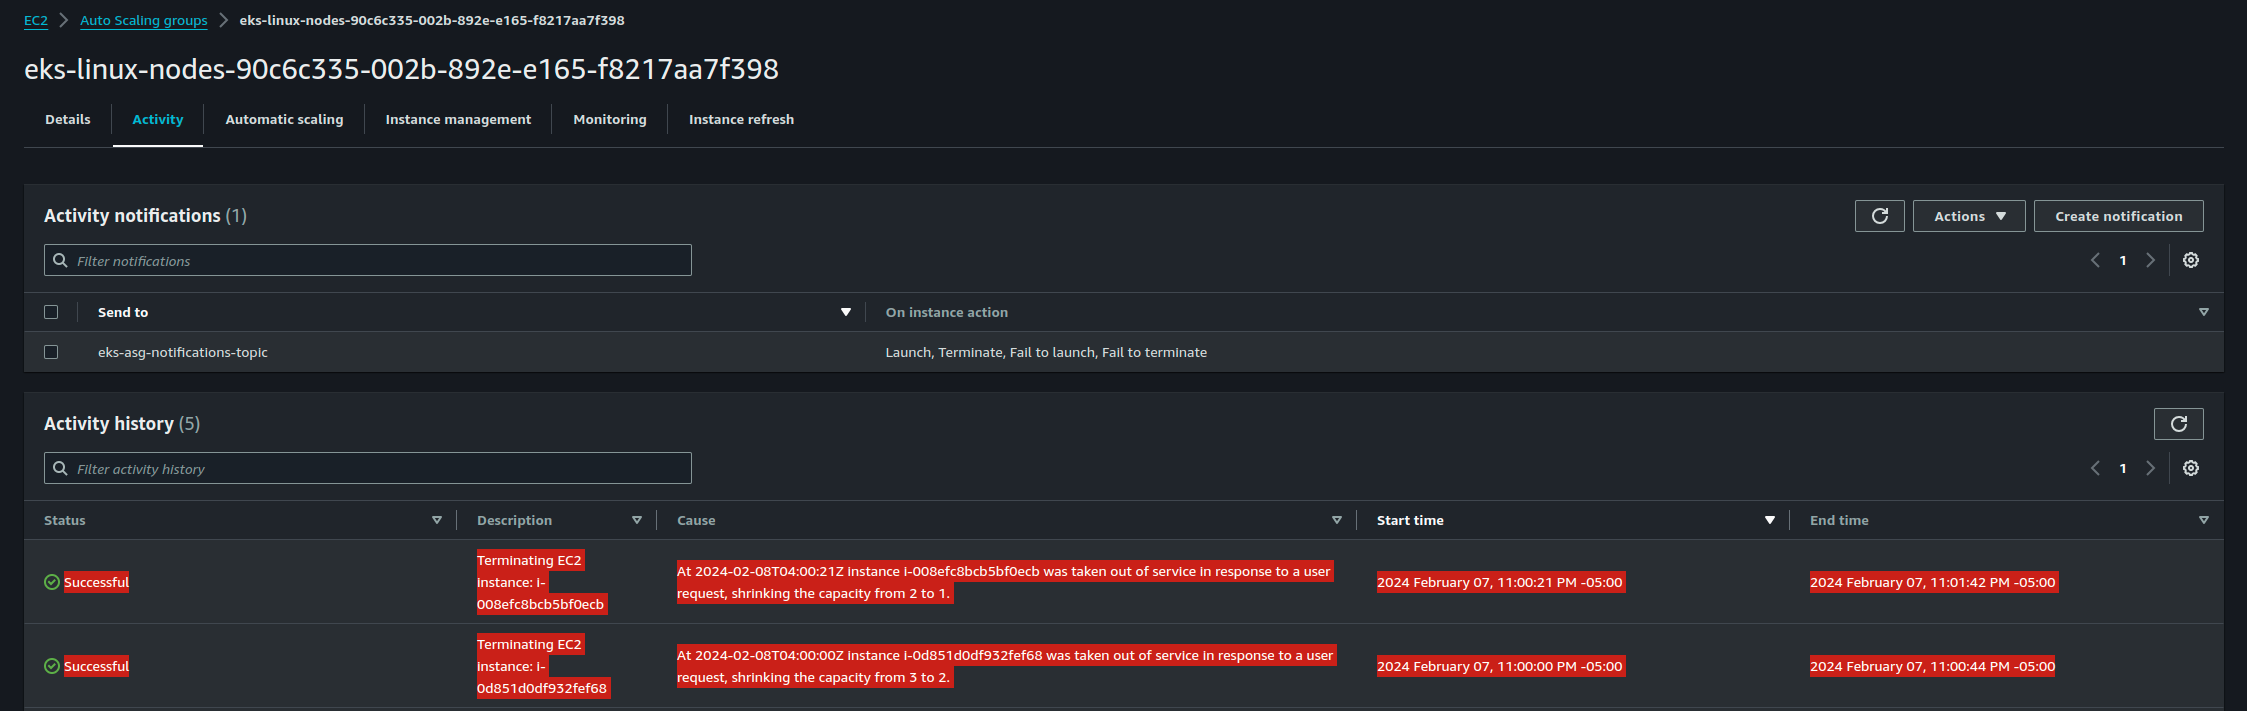 EC2 > Auto Scaling groups > eks-linux-nodes-90c6c335-002b-892e-e165-f8217aa7f398
eks-linux-nodes-90c6c335-002b-892e-e165-f8217aa7f398
Details Activity Automatic scaling Instance management Monitoring Instance refresh
Activity notifications (1)
Actions Create notification
Filter notifications
1
Send to On instance action
eks-asg-notifications-topic Launch, Terminate, Fail to launch, Fail to terminate
Activity history (5)
Filter activity history
1
Status Description Cause Start time End time
Successful
Terminating EC2
instance: i-
008efc8bcb5bf0ecb
At 2024-02-08T04:00:21Z instance i-008efc8bcb5bf0ecb was taken out of service in response to a user
request, shrinking the capacity from 2 to 1.
2024 February 07, 11:00:21 PM -05:00
2024 February 07, 11:01:42 PM -05:00
Successful
Terminating EC2
instance: i-
0d851d0df932fef68
At 2024-02-08T04:00:00Z instance i-0d851d0df932fef68 was taken out of service in response to a user
request, shrinking the capacity from 3 to 2.
2024 February 07, 11:00:00 PM -05:00
2024 February 07, 11:00:44 PM -05:00